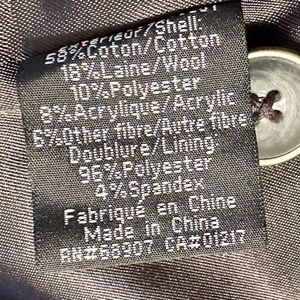 58%Coton/Cotton
18%Laine/Wool
10%Polyester
8%Acrylique/Acrylic
6%Other fibre/Autre fibre
Doublure/Lining
96%Polyester
4%Spandex
Fabriqué en Chine
Made in China
RN#68907 CA#01217